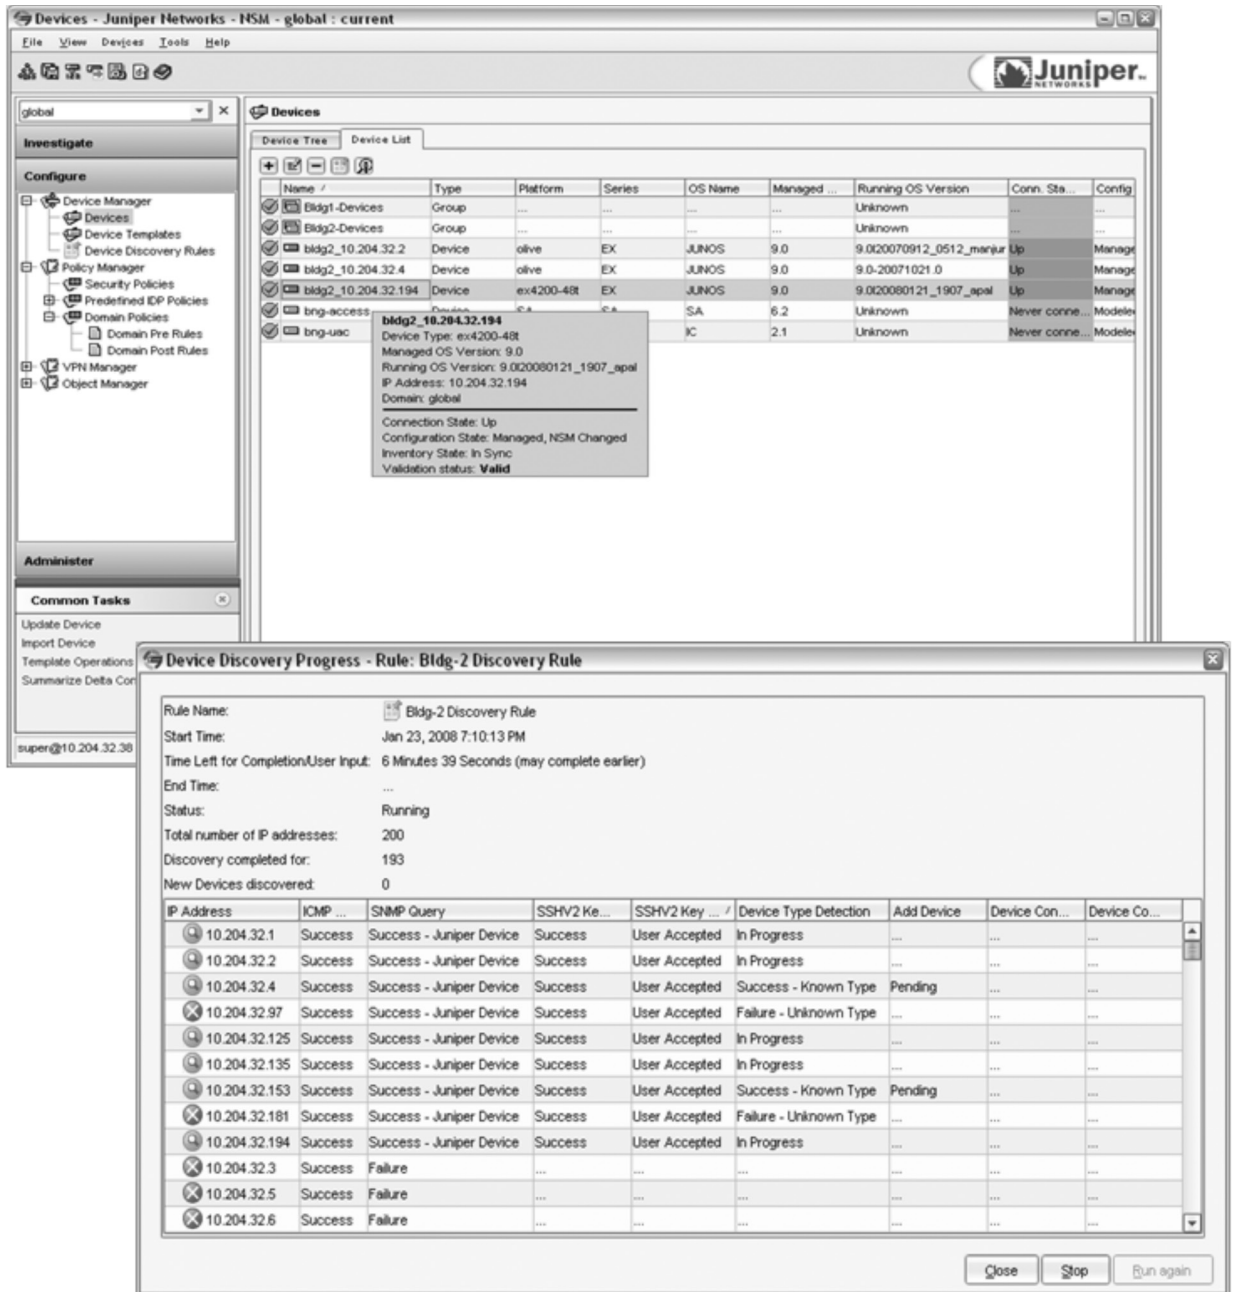 Devices - Juniper Networks - NSM - global : current
File View Devices Tools Help
Juniper
NETWORKS
global
Investigate
Configure
Device Manager
Devices
Device Templates
Device Discovery Rules
Policy Manager
Security Policies
Predefined IDP Policies
Domain Policies
Domain Pre Rules
Domain Post Rules
VPN Manager
Object Manager
Administer
Common Tasks
Update Device
Import Device
Template Operations
Summarize Delta Con
super@10.204.32.38
Devices
Device Tree Device List
Name / Type Platform Series OS Name Managed ... Running OS Version Conn. Sta... Config
Bldg1-Devices Group ... ... ... ... Unknown ... ...
Bldg2-Devices Group ... ... ... ... Unknown ... ...
bldg2_10.204.32.2 Device olive EX JUNOS 9.0 9.0I20070912_0512_manjur Up Manage
bldg2_10.204.32.4 Device olive EX JUNOS 9.0 9.0-20071021.0 Up Manage
bldg2_10.204.32.194 Device ex4200-48t EX JUNOS 9.0 9.0I20080121_1907_apal Up Manage
bng-access Device SA SA SA 6.2 Unknown Never conne... Modele
bng-uac IC 2.1 Unknown Never conne... Modele
bldg2_10.204.32.194
Device Type: ex4200-48t
Managed OS Version: 9.0
Running OS Version: 9.0I20080121_1907_apal
IP Address: 10.204.32.194
Domain: global
Connection State: Up
Configuration State: Managed, NSM Changed
Inventory State: In Sync
Validation status: Valid
Device Discovery Progress - Rule: Bldg-2 Discovery Rule
Rule Name: Bldg-2 Discovery Rule
Start Time: Jan 23, 2008 7:10:13 PM
Time Left for Completion/User Input: 6 Minutes 39 Seconds (may complete earlier)
End Time: ...
Status: Running
Total number of IP addresses: 200
Discovery completed for: 193
New Devices discovered: 0
IP Address ICMP ... SNMP Query SSHV2 Ke... SSHV2 Key ... / Device Type Detection Add Device Device Con... Device Co...
10.204.32.1 Success Success - Juniper Device Success User Accepted In Progress ... ... ...
10.204.32.2 Success Success - Juniper Device Success User Accepted In Progress ... ... ...
10.204.32.4 Success Success - Juniper Device Success User Accepted Success - Known Type Pending ... ...
10.204.32.97 Success Success - Juniper Device Success User Accepted Failure - Unknown Type ... ... ...
10.204.32.125 Success Success - Juniper Device Success User Accepted In Progress ... ... ...
10.204.32.135 Success Success - Juniper Device Success User Accepted In Progress ... ... ...
10.204.32.153 Success Success - Juniper Device Success User Accepted Success - Known Type Pending ... ...
10.204.32.181 Success Success - Juniper Device Success User Accepted Failure - Unknown Type ... ... ...
10.204.32.194 Success Success - Juniper Device Success User Accepted In Progress ... ... ...
10.204.32.3 Success Failure ... ... ... ... ... ...
10.204.32.5 Success Failure ... ... ... ... ... ...
10.204.32.6 Success Failure ... ... ... ... ... ...
Close Stop Run again